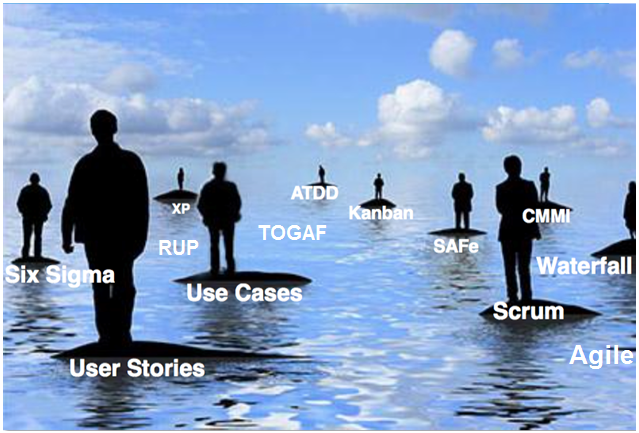 ATDD
XP
Kanban
CMMI
TOGAF
RUP
SAFe
Six Sigma
Waterfall
Use Cases
Scrum
Agile
User Stories